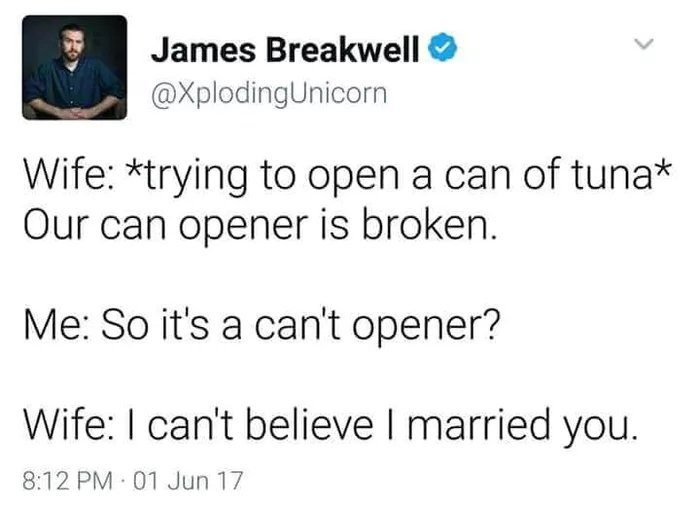 James Breakwell
@XplodingUnicorn
Wife: *trying to open a can of tuna*
Our can opener is broken.
Me: So it's a can't opener?
Wife: I can't believe I married you.
8:12 PM · 01 Jun 17